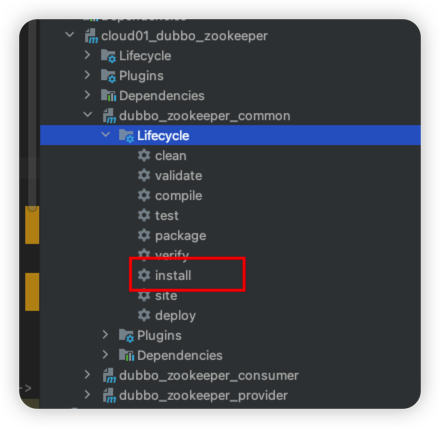 Dependencies
cloud01_dubbo_zookeeper
Lifecycle
Plugins
Dependencies
dubbo_zookeeper_common
Lifecycle
clean
validate
compile
test
package
verify
install
site
deploy
Plugins
Dependencies
dubbo_zookeeper_consumer
dubbo_zookeeper_provider